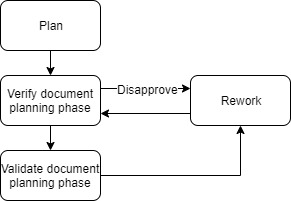 Plan
Verify document
planning phase
Disapprove
Rework
Validate document
planning phase